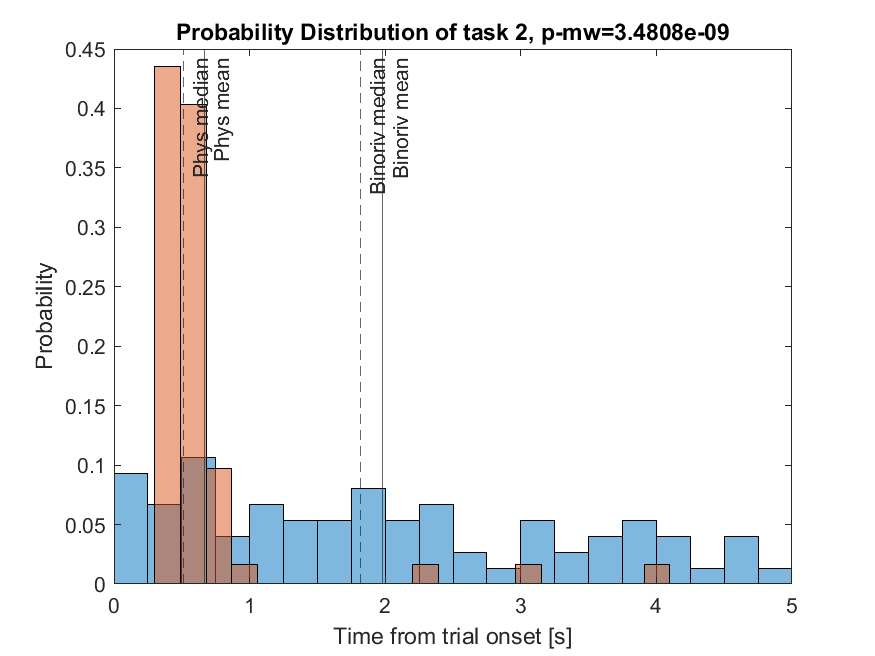 Probability Distribution of task 2, p-mw=3.4808e-09
0.45
0.4
0.35
0.3
0.25
0.2
0.15
0.1
0.05
0
Probability
Phys median
Phys mean
Binoriv median
Binoriv mean
0 1 2 3 4 5
Time from trial onset [s]